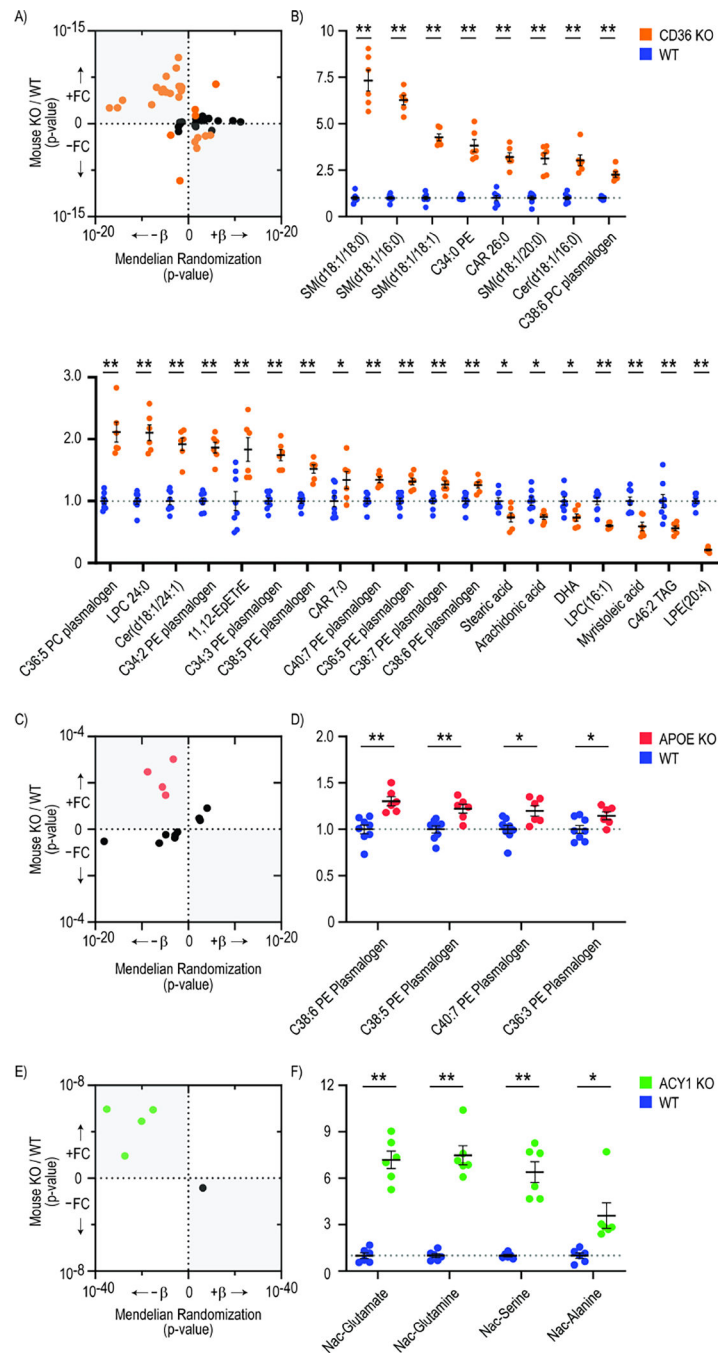 A)
10-15
Mouse KO / WT
(p-value)
↑
+FC
0
−FC
↓
10-15
10-20
←−β
0
+β→
10-20
Mendelian Randomization
(p-value)
B)
** ** ** ** ** ** ** **
CD36 KO
WT
10
7.5
5.0
2.5
0
SM(d18:1/18:0)
SM(d18:1/16:0)
SM(d18:1/18:1)
C34:0 PE
CAR 26:0
SM(d18:1/20:0)
Cer(d18:1/16:0)
C38:6 PC plasmalogen
** ** ** ** ** ** ** * ** ** ** ** * * * ** ** ** **
3.0
2.0
1.0
0
C36:5 PC plasmalogen
LPC 24:0
Cer(d18:1/24:1)
C34:2 PE plasmalogen
11,12-EpETrE
C34:3 PE plasmalogen
C38:5 PE plasmalogen
CAR 7:0
C40:7 PE plasmalogen
C36:5 PE plasmalogen
C38:7 PE plasmalogen
C38:6 PE plasmalogen
Stearic acid
Arachidonic acid
DHA
LPC(16:1)
Myristoleic acid
C46:2 TAG
LPE(20:4)
C)
10-4
Mouse KO / WT
(p-value)
↑
+FC
0
−FC
↓
10-4
10-20
←−β
0
+β→
10-20
Mendelian Randomization
(p-value)
D)
** ** * *
APOE KO
WT
2.0
1.5
1.0
0.5
0
C38:6 PE Plasmalogen
C38:5 PE Plasmalogen
C40:7 PE Plasmalogen
C36:3 PE Plasmalogen
E)
10-8
Mouse KO / WT
(p-value)
↑
+FC
0
−FC
↓
10-8
10-40
←−β
0
+β→
10-40
Mendelian Randomization
(p-value)
F)
** ** ** *
ACY1 KO
WT
12
9
6
3
0
Nac-Glutamate
Nac-Glutamine
Nac-Serine
Nac-Alanine